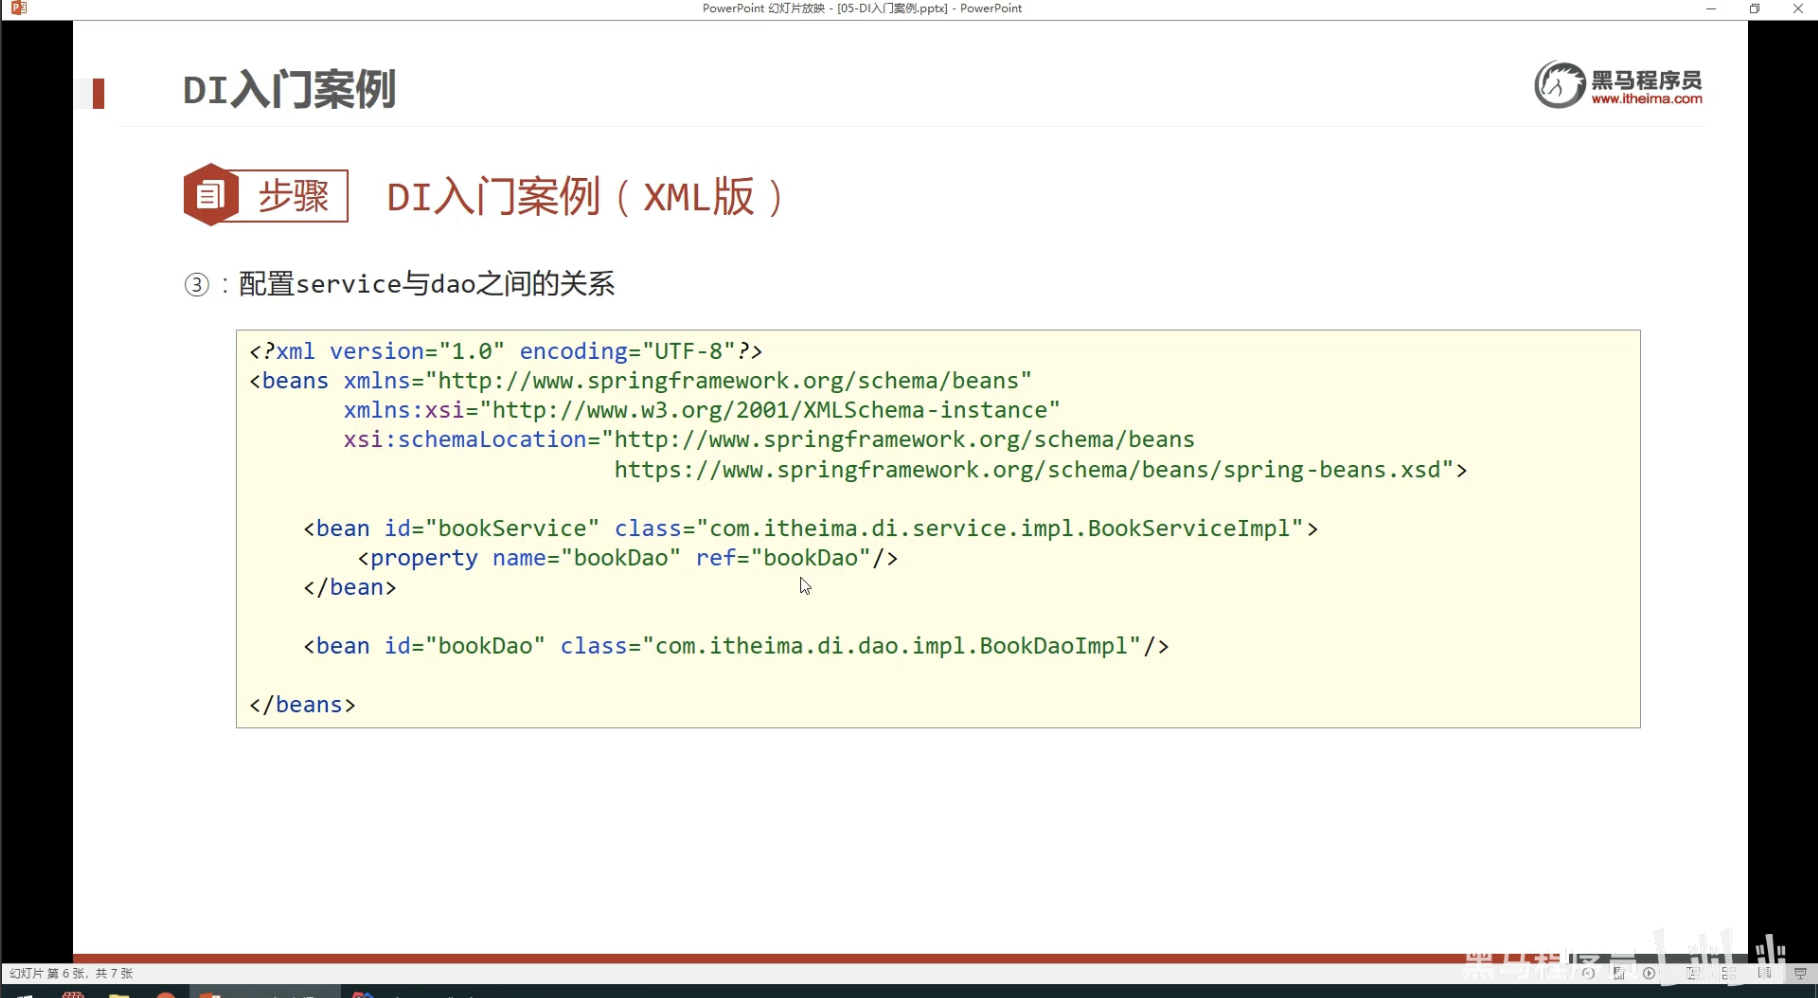 PowerPoint 幻灯片放映 - [05-DI入门案例.pptx] - PowerPoint
DI入门案例
黑马程序员
www.itheima.com
步骤
DI入门案例（XML版）
③：配置service与dao之间的关系
<?xml version="1.0" encoding="UTF-8"?>
<beans xmlns="http://www.springframework.org/schema/beans"
xmlns:xsi="http://www.w3.org/2001/XMLSchema-instance"
xsi:schemaLocation="http://www.springframework.org/schema/beans
https://www.springframework.org/schema/beans/spring-beans.xsd">
<bean id="bookService" class="com.itheima.di.service.impl.BookServiceImpl">
<property name="bookDao" ref="bookDao"/>
</bean>
<bean id="bookDao" class="com.itheima.di.dao.impl.BookDaoImpl"/>
</beans>
黑马程序员
幻灯片 第 6 张，共 7 张